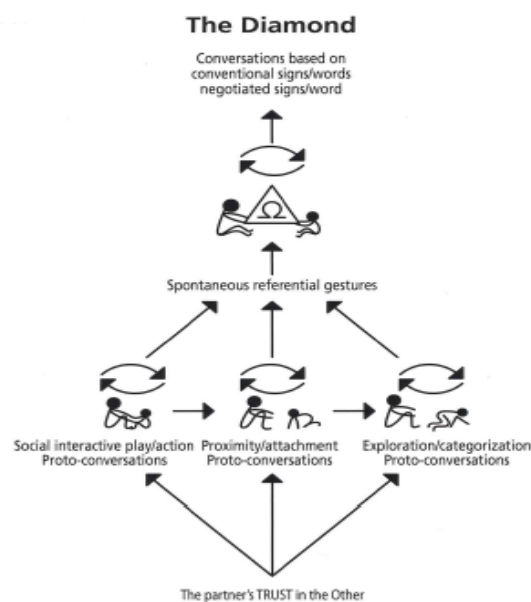 The Diamond
Conversations based on
conventional signs/words
negotiated signs/word
Ω
Spontaneous referential gestures
Social interactive play/action
Proto-conversations
Proximity/attachment
Proto-conversations
Exploration/categorization
Proto-conversations
The partner's TRUST in the Other